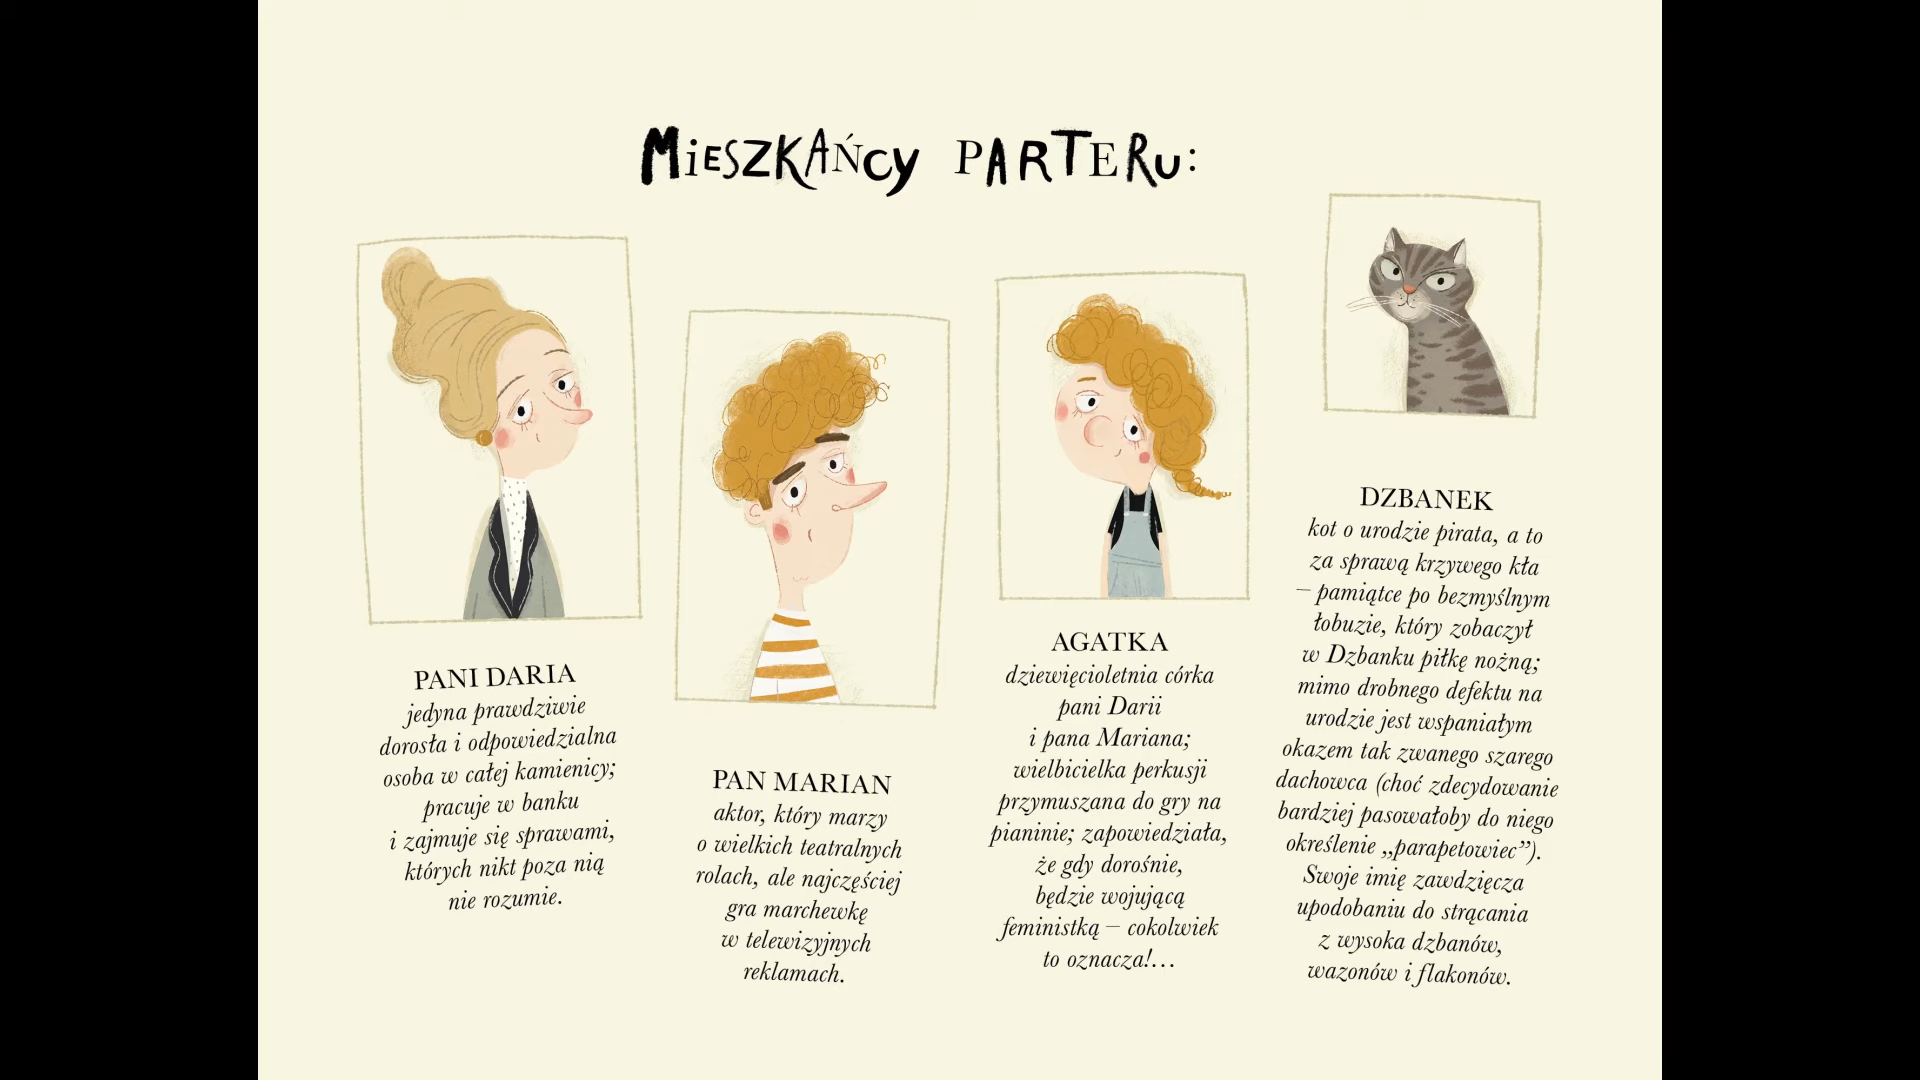 MiESZKAŃCy PARTERu:
PANI DARIA
jedyna prawdziwie
dorosła i odpowiedzialna
osoba w całej kamienicy;
pracuje w banku
i zajmuje się sprawami,
których nikt poza nią
nie rozumie.
PAN MARIAN
aktor, który marzy
o wielkich teatralnych
rolach, ale najczęściej
gra marchewkę
w telewizyjnych
reklamach.
AGATKA
dziewięcioletnia córka
pani Darii
i pana Mariana;
wielbicielka perkusji
przymuszana do gry na
pianinie; zapowiedziała,
że gdy dorośnie,
będzie wojującą
feministką – cokolwiek
to oznacza!…
DZBANEK
kot o urodzie pirata, a to
za sprawą krzywego kła
– pamiątce po bezmyślnym
łobuzie, który zobaczył
w Dzbanku piłkę nożną;
mimo drobnego defektu na
urodzie jest wspaniałym
okazem tak zwanego szarego
dachowca (choć zdecydowanie
bardziej pasowałoby do niego
określenie „parapetowiec”).
Swoje imię zawdzięcza
upodobaniu do strącania
z wysoka dzbanów,
wazonów i flakonów.